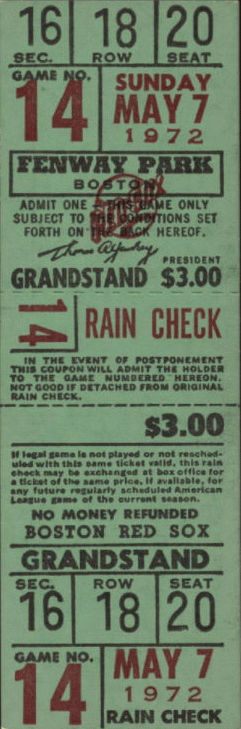 16 18 20
SEC. ROW SEAT
GAME NO.
14
SUNDAY
MAY 7
1972
FENWAY PARK
BOSTON
ADMIT ONE - THIS GAME ONLY
SUBJECT TO THE CONDITIONS SET
FORTH ON THE BACK HEREOF.
PRESIDENT
GRANDSTAND $3.00
14 RAIN CHECK
IN THE EVENT OF POSTPONEMENT
THIS COUPON WILL ADMIT THE HOLDER
TO THE GAME NUMBERED HEREON.
NOT GOOD IF DETACHED FROM ORIGINAL
RAIN CHECK.
$3.00
If legal game is not played or not resched-
uled with this same ticket valid, this rain
check may be exchanged at box office for
a ticket of the same price, if available, for
any future regularly scheduled American
League game of the current season.
NO MONEY REFUNDED
BOSTON RED SOX
GRANDSTAND
SEC. ROW SEAT
16 18 20
GAME NO.
14
MAY 7
1972
RAIN CHECK